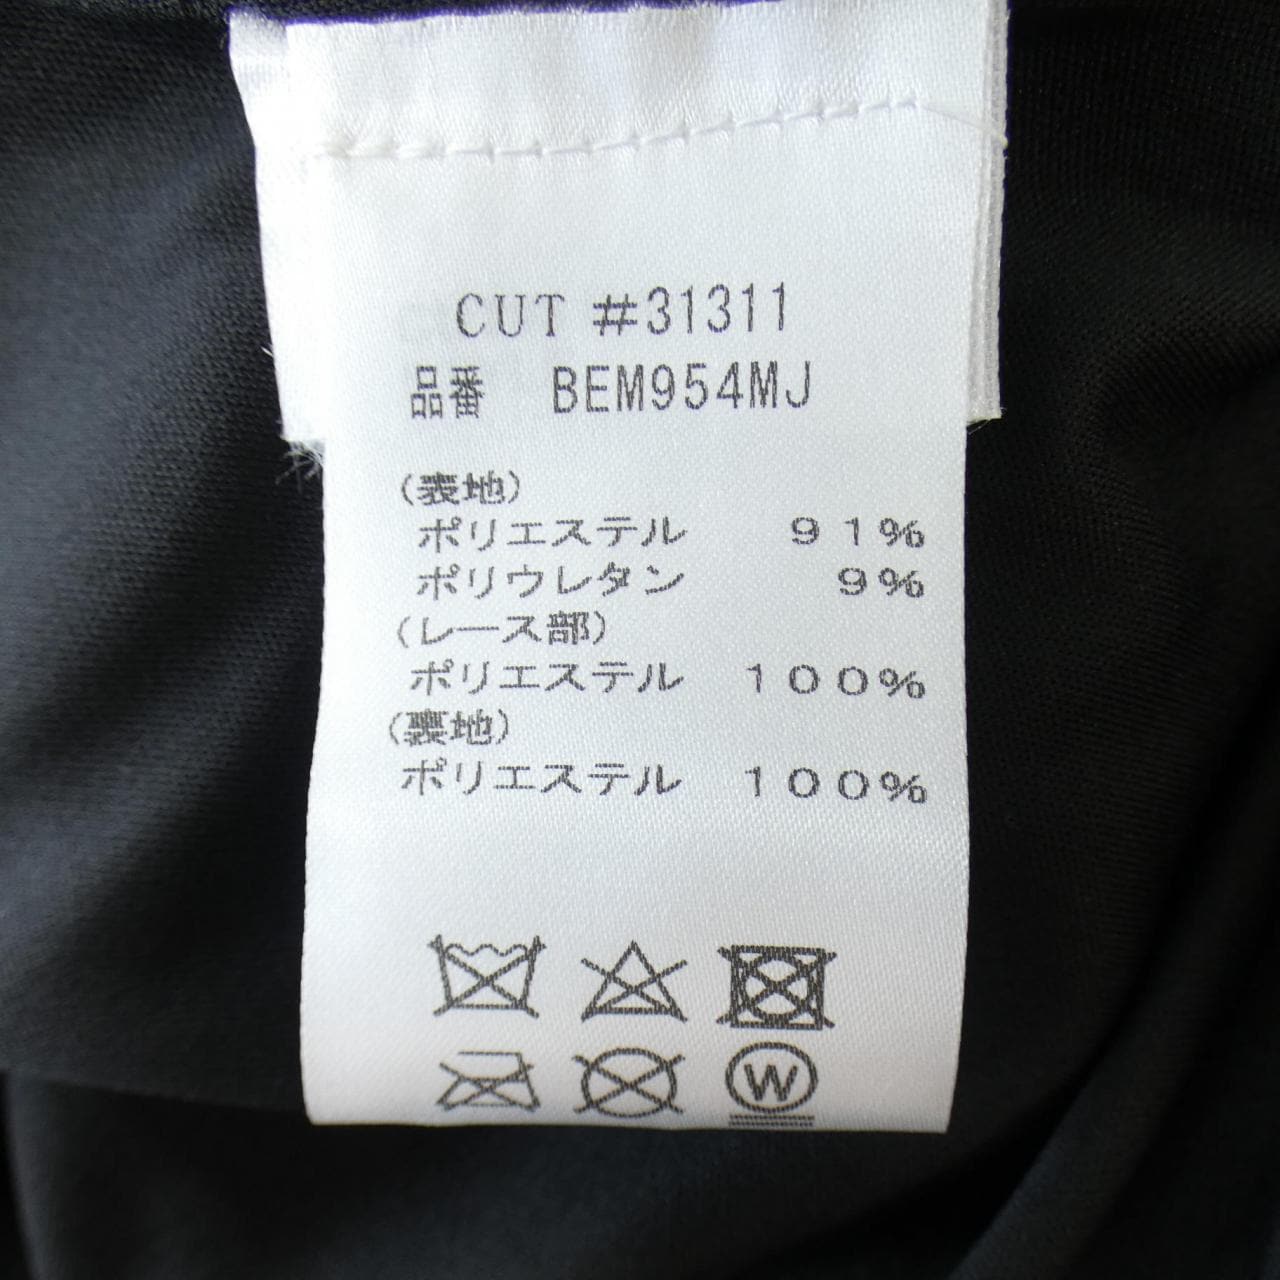 CUT #31311
品番 BEM954MJ
(表地)
ポリエステル 91%
ポリウレタン 9%
(レース部)
ポリエステル 100%
(裏地)
ポリエステル 100%
W